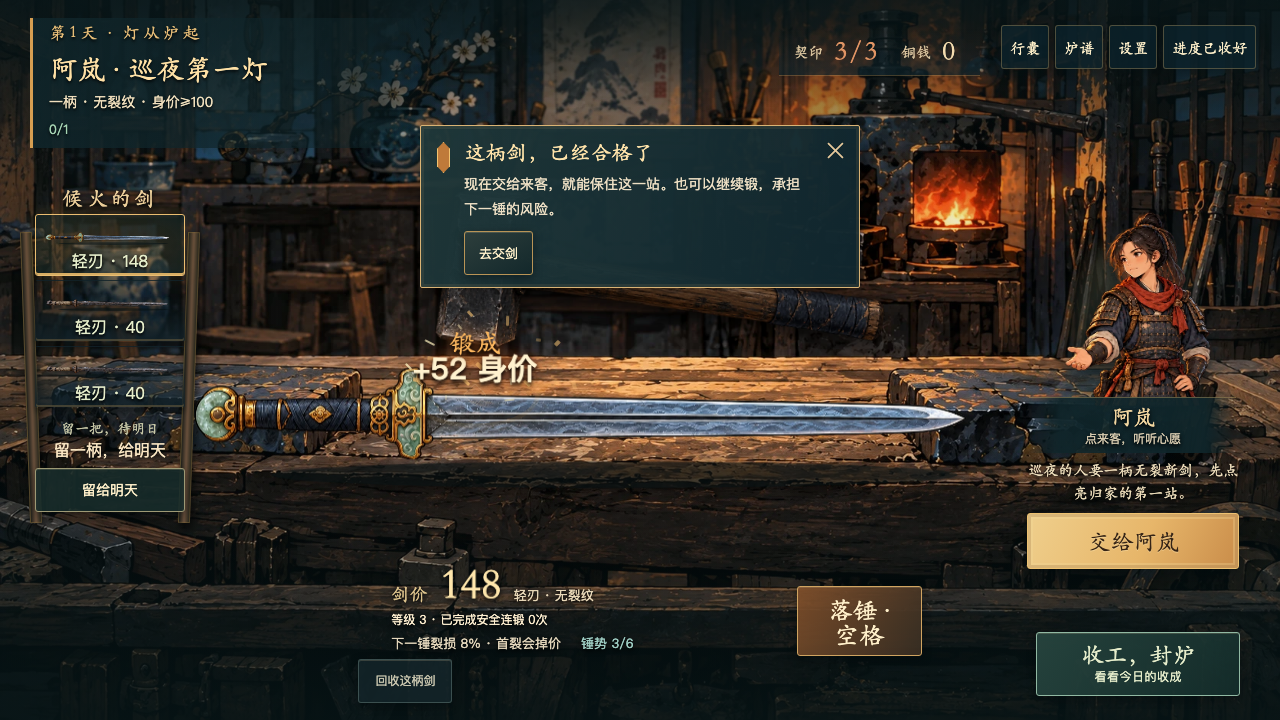 第1天 · 灯从炉起
阿岚·巡夜第一灯
一柄 · 无裂纹 · 身价≥100
0/1
契印 3/3 铜钱 0
行囊
炉谱
设置
进度已收好
这柄剑，已经合格了
现在交给来客，就能保住这一站。也可以继续锻，承担
下一锤的风险。
去交剑
候火的剑
轻刃 · 148
轻刃 · 40
轻刃 · 40
留一把，待明日
留一柄，给明天
留给明天
锻成
+52 身价
阿岚
点来客，听听心愿
巡夜的人要一柄无裂新剑，先点
亮归家的第一站。
交给阿岚
剑价 148 轻刃 · 无裂纹
等级 3 · 已完成安全连锻 0次
下一锤裂损 8% · 首裂会掉价 锤势 3/6
回收这柄剑
落锤 ·
空格
收工，封炉
看看今日的收成